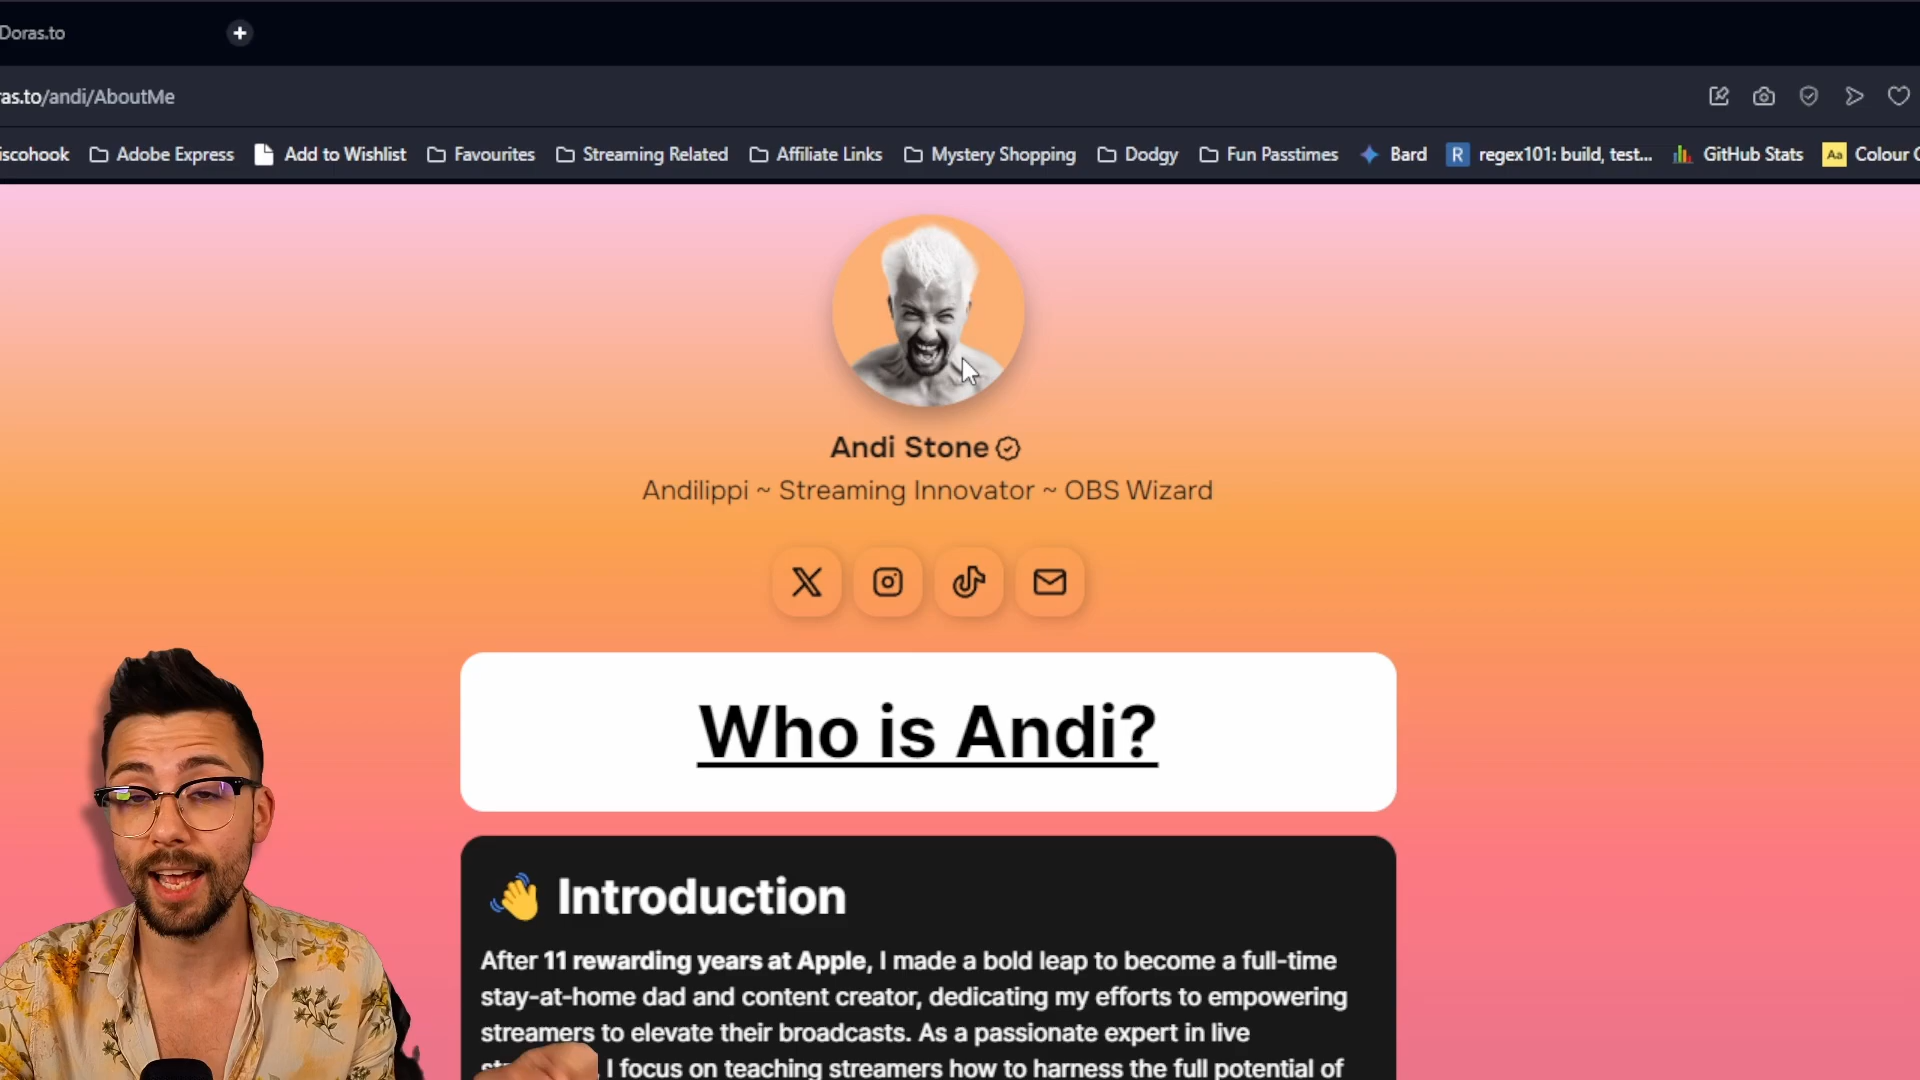 Doras.to
as.to/andi/AboutMe
iscohook Adobe Express Add to Wishlist Favourites Streaming Related Affiliate Links Mystery Shopping Dodgy Fun Passtimes Bard R regex101: build, test... GitHub Stats Aa Colour
Andi Stone
Andilippi ~ Streaming Innovator ~ OBS Wizard
Who is Andi?
👋 Introduction
After 11 rewarding years at Apple, I made a bold leap to become a full-time
stay-at-home dad and content creator, dedicating my efforts to empowering
streamers to elevate their broadcasts. As a passionate expert in live
I focus on teaching streamers how to harness the full potential of